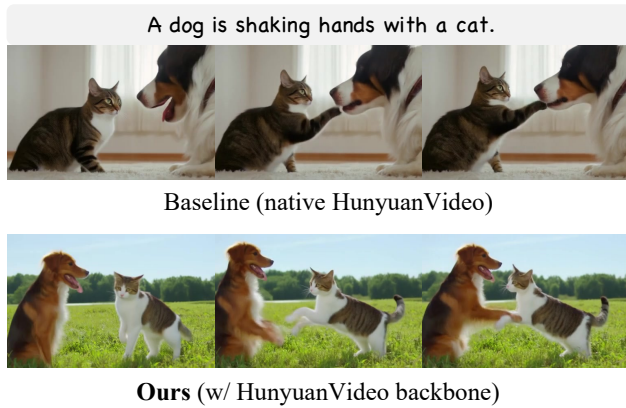 A dog is shaking hands with a cat.
Baseline (native HunyuanVideo)
Ours (w/ HunyuanVideo backbone)